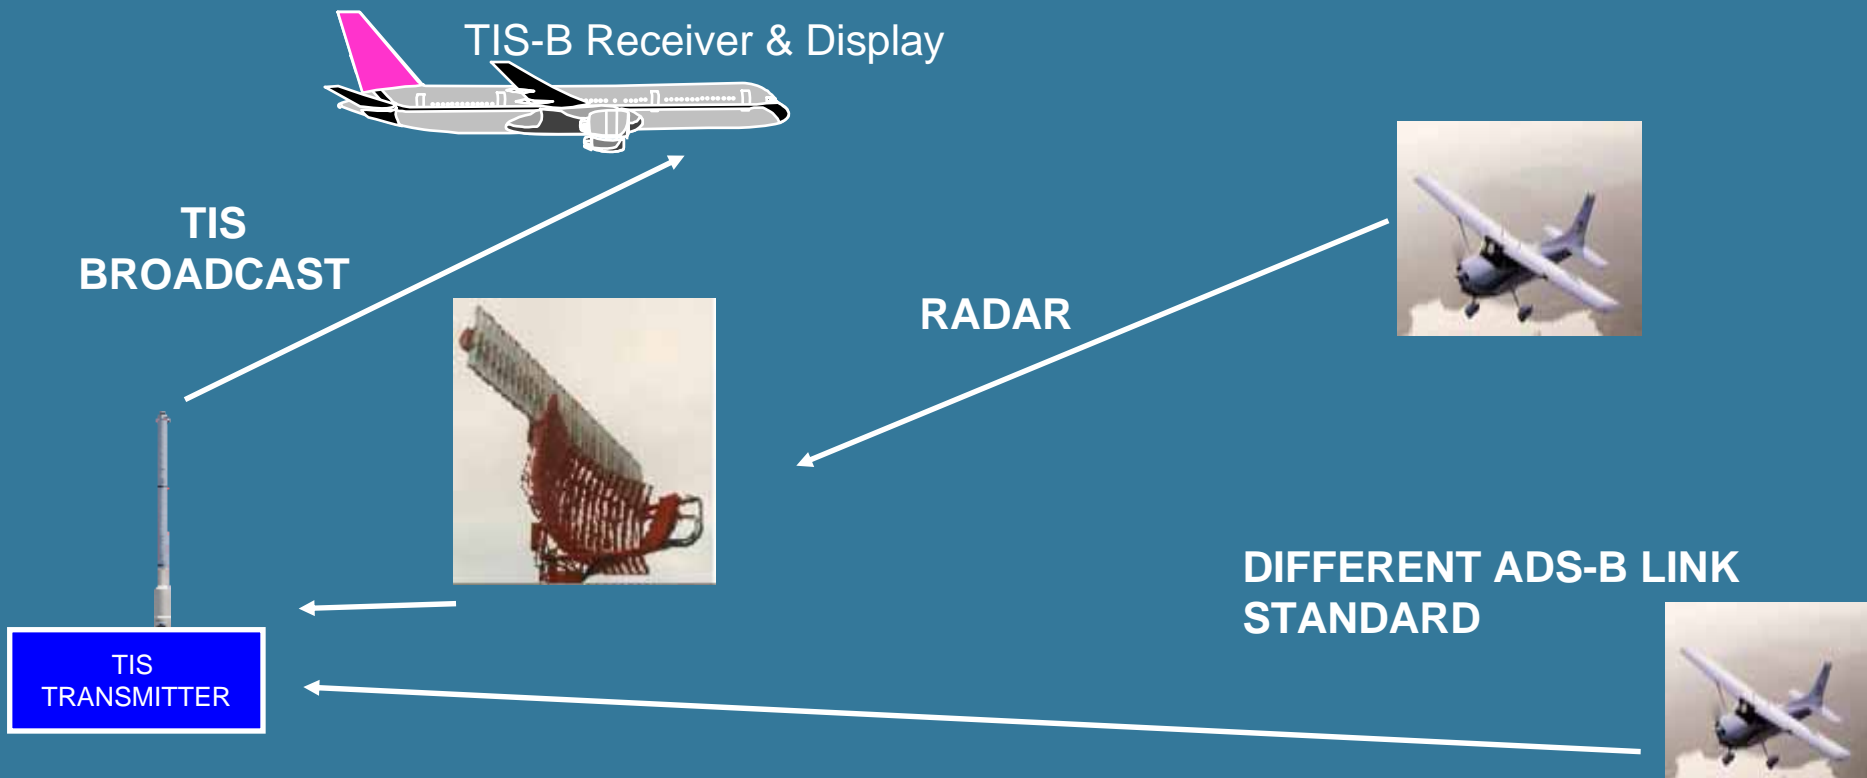 TIS-B Receiver & Display
TIS
BROADCAST
RADAR
DIFFERENT ADS-B LINK
STANDARD
TIS
TRANSMITTER